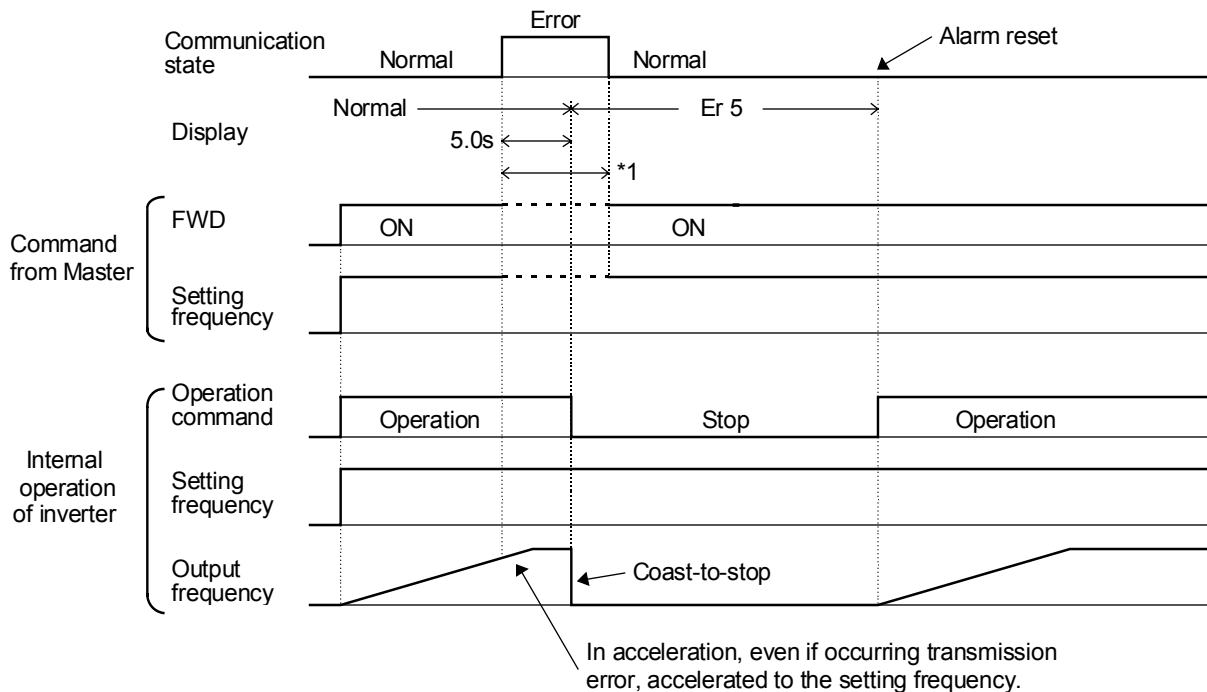 Error
Communication
state
Normal
Normal
Alarm reset
Display
Normal
Er 5
5.0s
*1
Command
from Master
FWD
ON
ON
Setting
frequency
Internal
operation
of inverter
Operation
command
Operation
Stop
Operation
Setting
frequency
Output
frequency
Coast-to-stop
In acceleration, even if occurring transmission
error, accelerated to the setting frequency.